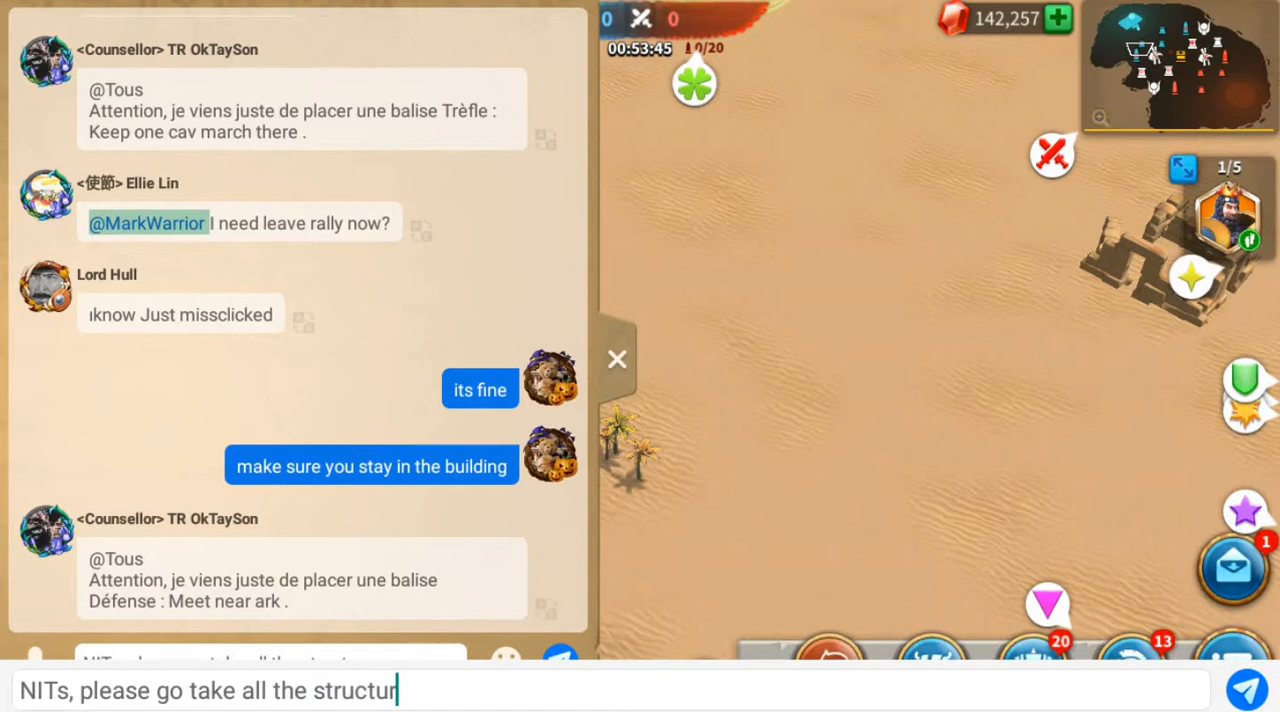 <Counsellor> TR OkTaySon
@Tous
Attention, je viens juste de placer une balise Trèfle :
Keep one cav march there .
<使節> Ellie Lin
@MarkWarrior I need leave rally now?
Lord Hull
ıknow Just missclicked
its fine
make sure you stay in the building
<Counsellor> TR OkTaySon
@Tous
Attention, je viens juste de placer une balise
Défense : Meet near ark .
NITs, please go take all the structur
0 0
00:53:45 0/20
142,257
1/5
1
20
13